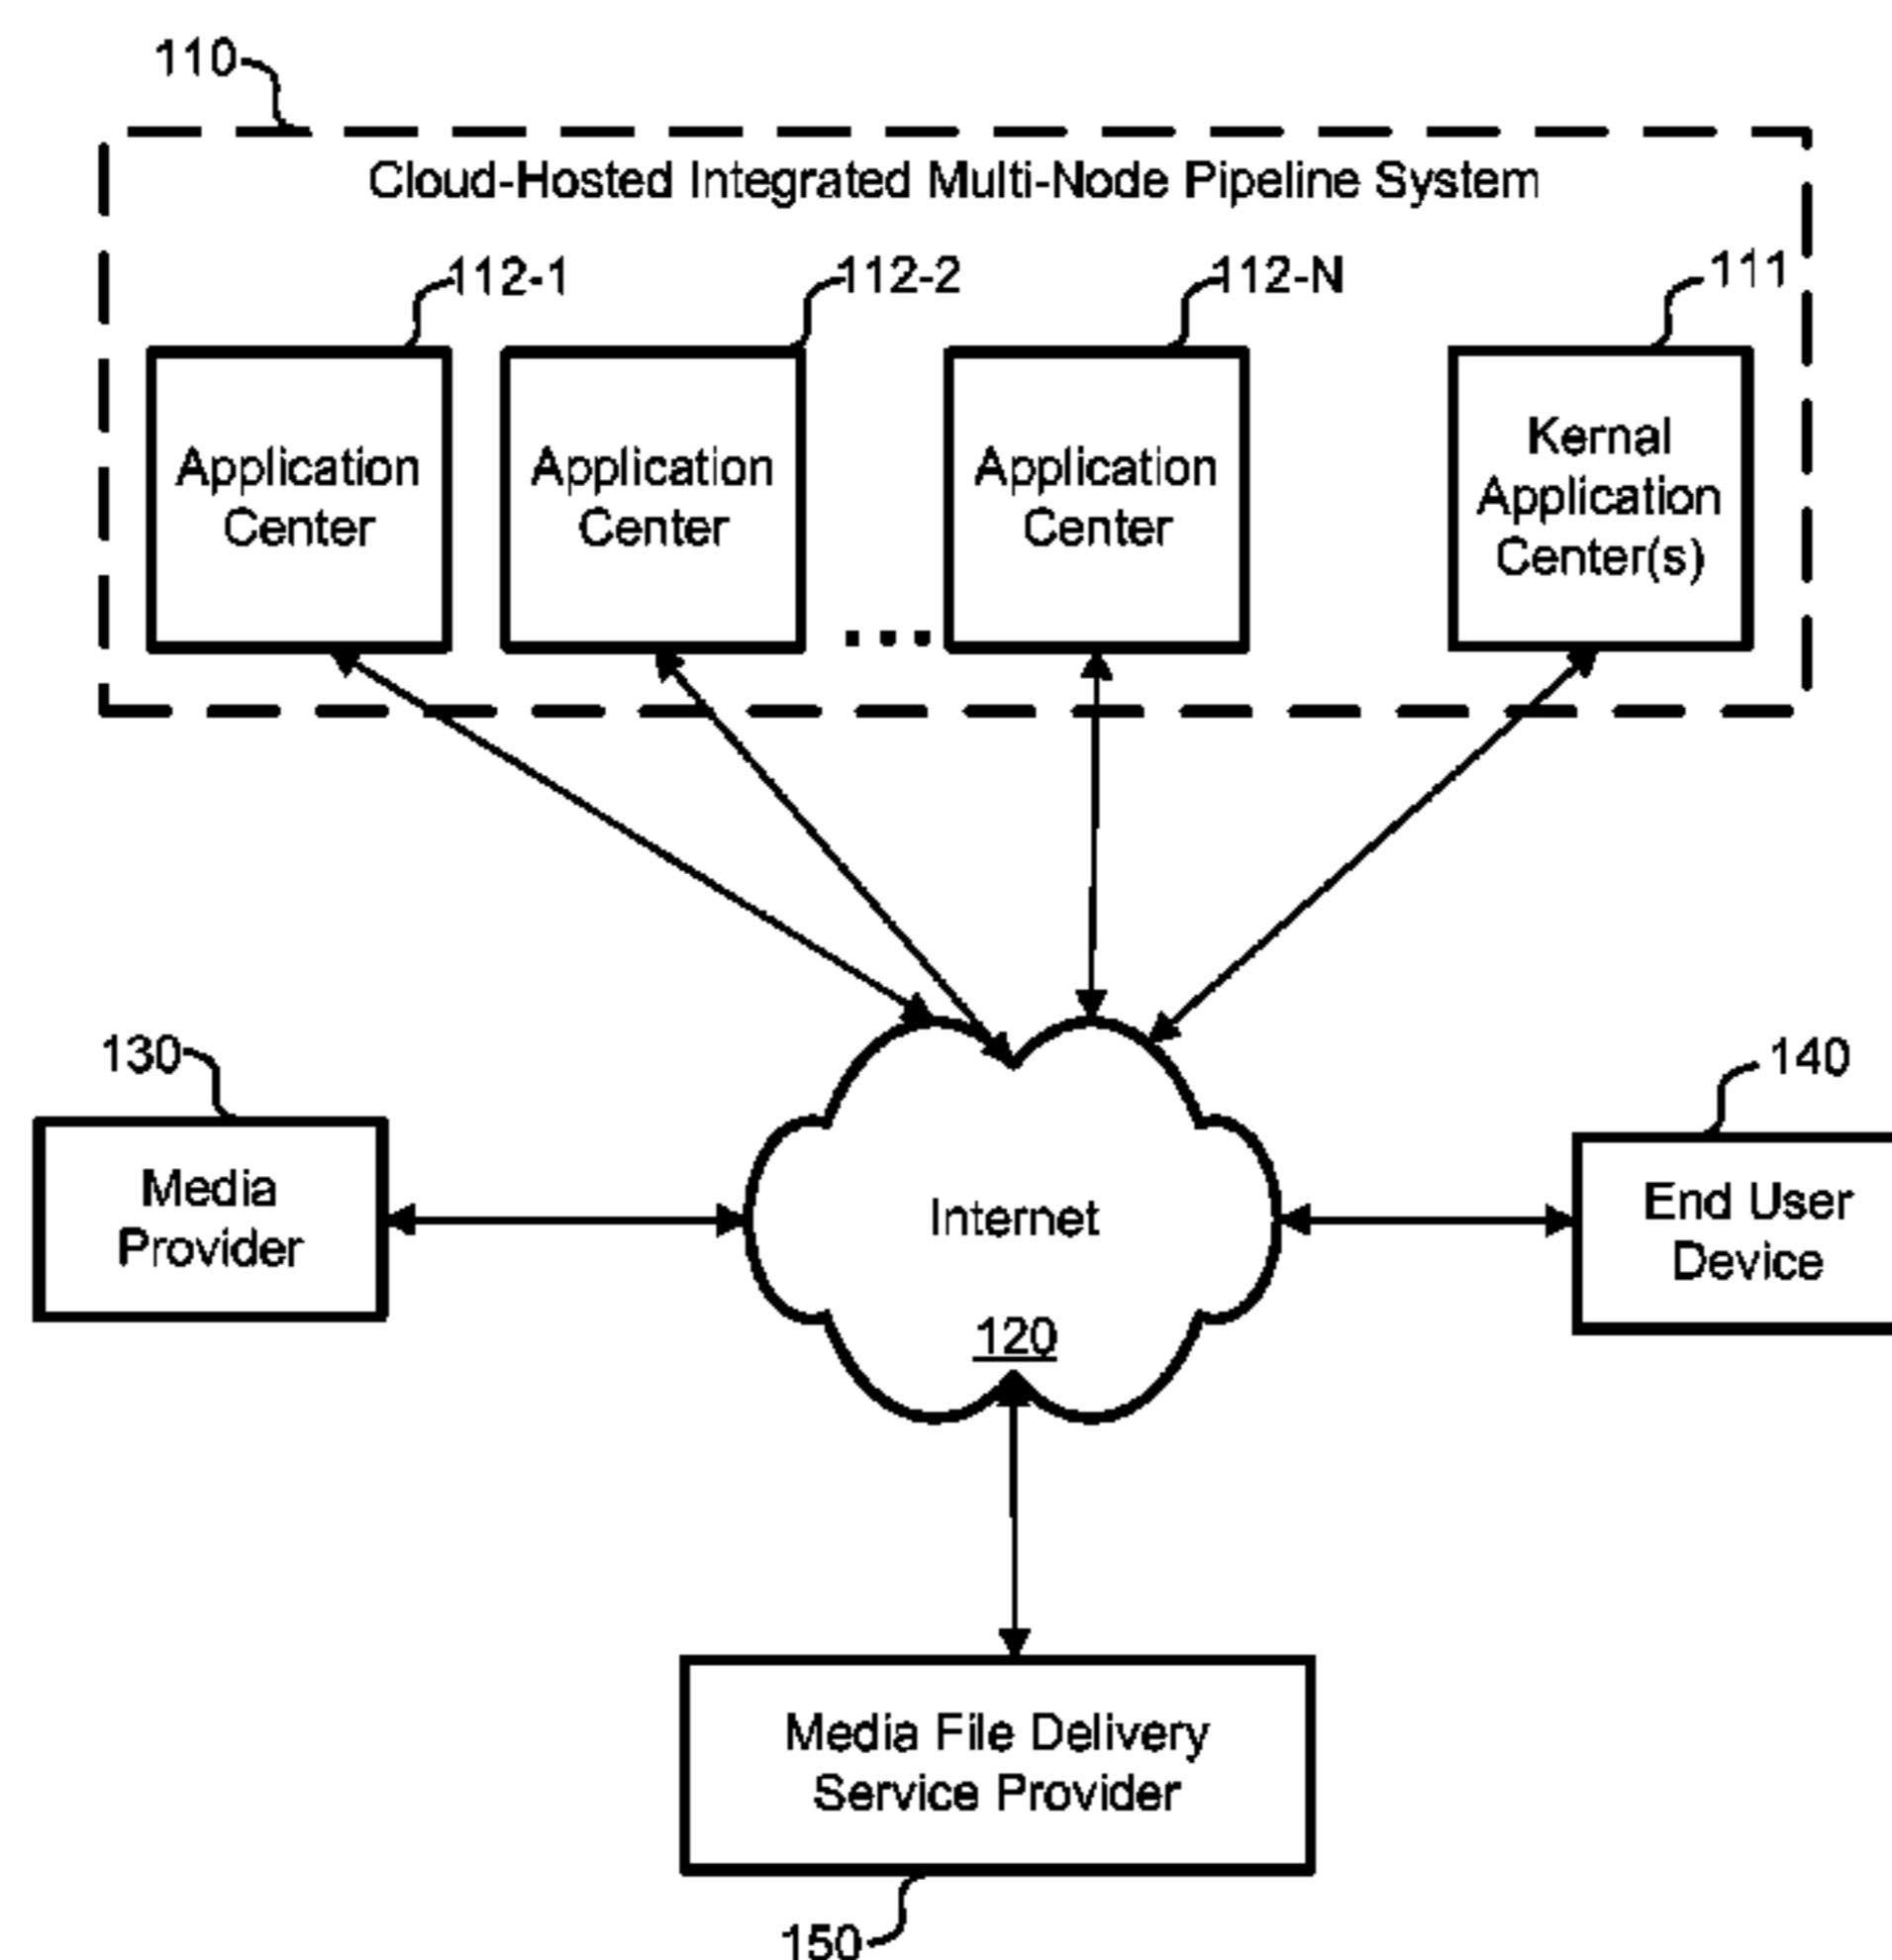 110
Cloud-Hosted Integrated Multi-Node Pipeline System
112-1
112-2
112-N
111
Application
Center
Application
Center
...
Application
Center
Kernal
Application
Center(s)
130
Media
Provider
Internet
120
140
End User
Device
Media File Delivery
Service Provider
150